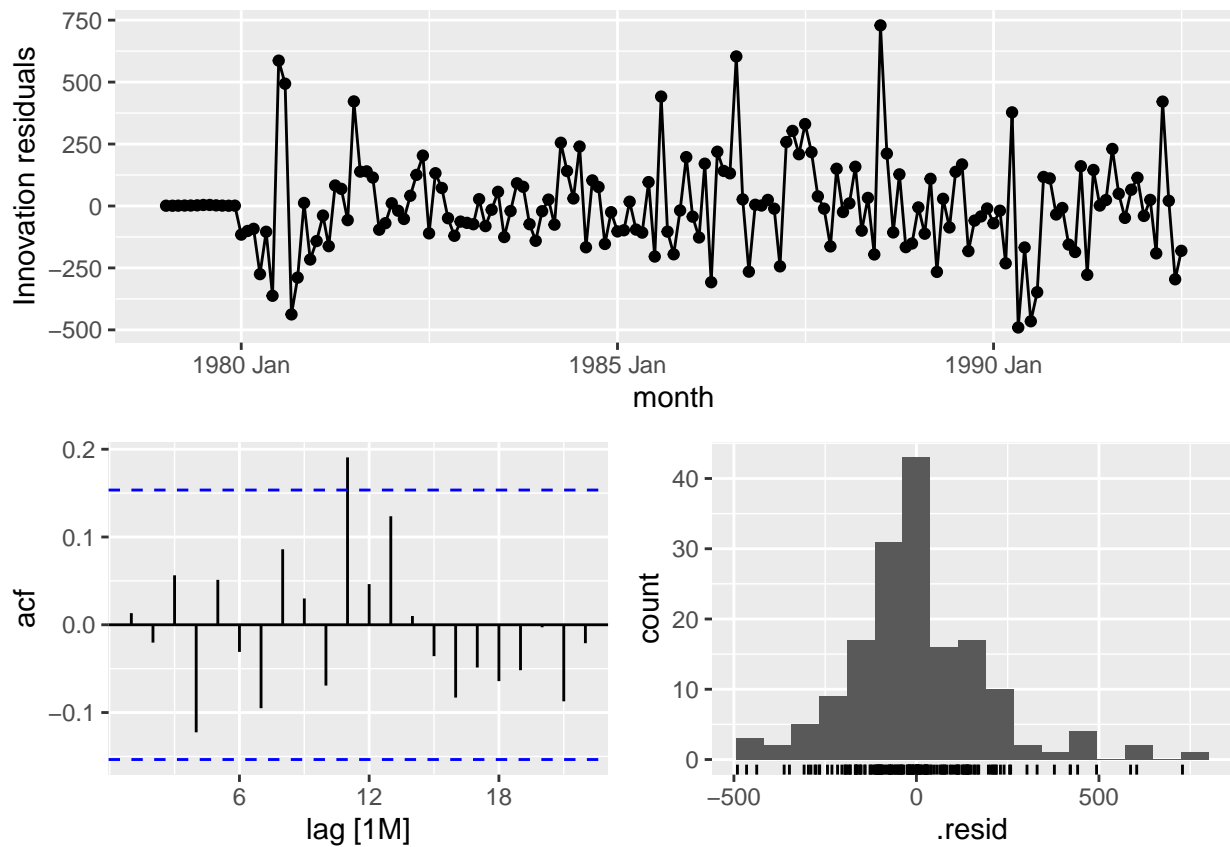 Innovation residuals
750
500
250
0
−250
−500
1980 Jan
1985 Jan
1990 Jan
month
acf
0.2
0.1
0.0
−0.1
6
12
18
lag [1M]
count
40
30
20
10
0
−500
0
500
.resid